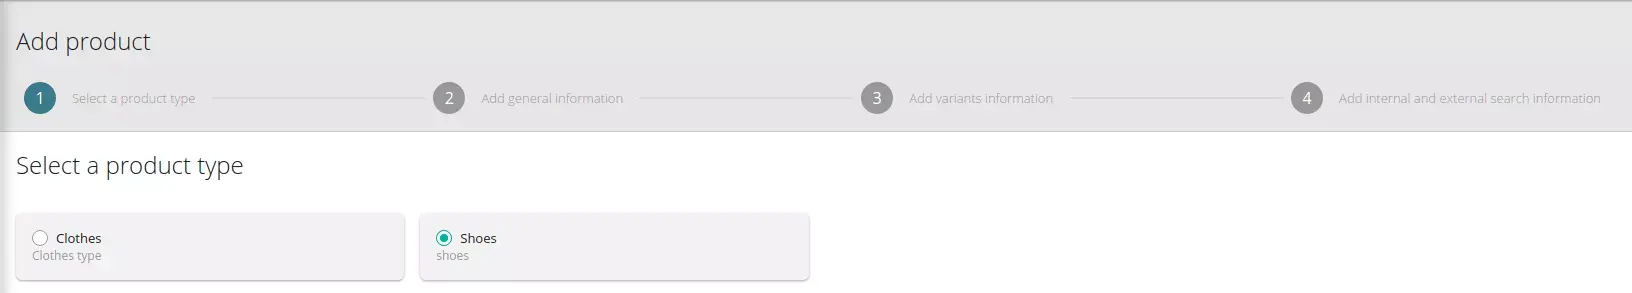 Add product
1 Select a product type 2 Add general information 3 Add variants information 4 Add internal and external search information
Select a product type
Clothes Shoes
Clothes type shoes